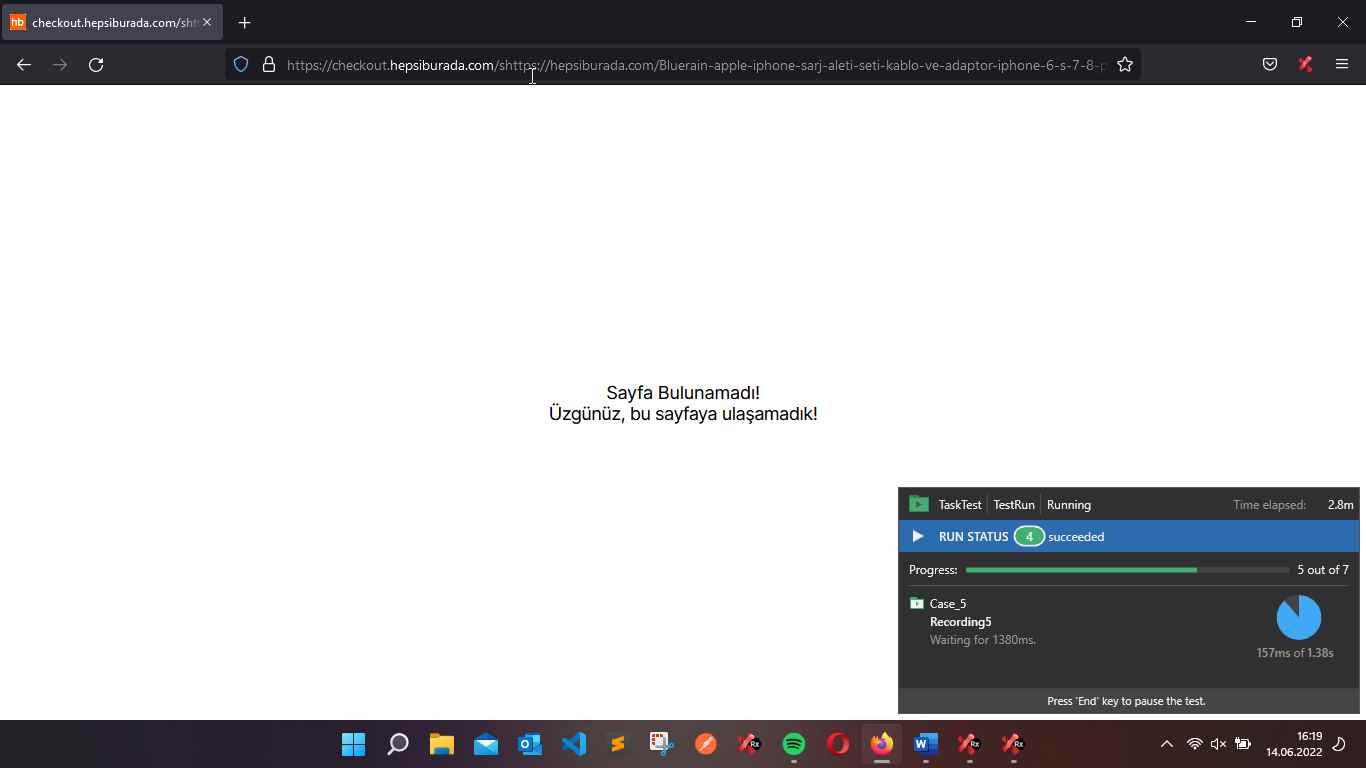 hb
checkout.hepsiburada.com/sht
https://checkout.hepsiburada.com/shttps://hepsiburada.com/Bluerain-apple-iphone-sarj-aleti-seti-kablo-ve-adaptor-iphone-6-s-7-8-p
Sayfa Bulunamadı!
Üzgünüz, bu sayfaya ulaşamadık!
TaskTest TestRun Running Time elapsed: 2.8m
RUN STATUS 4 succeeded
Progress: 5 out of 7
Case_5
Recording5
Waiting for 1380ms.
157ms of 1.38s
Press 'End' key to pause the test.
Rx
Rx
Rx
16:19
14.06.2022